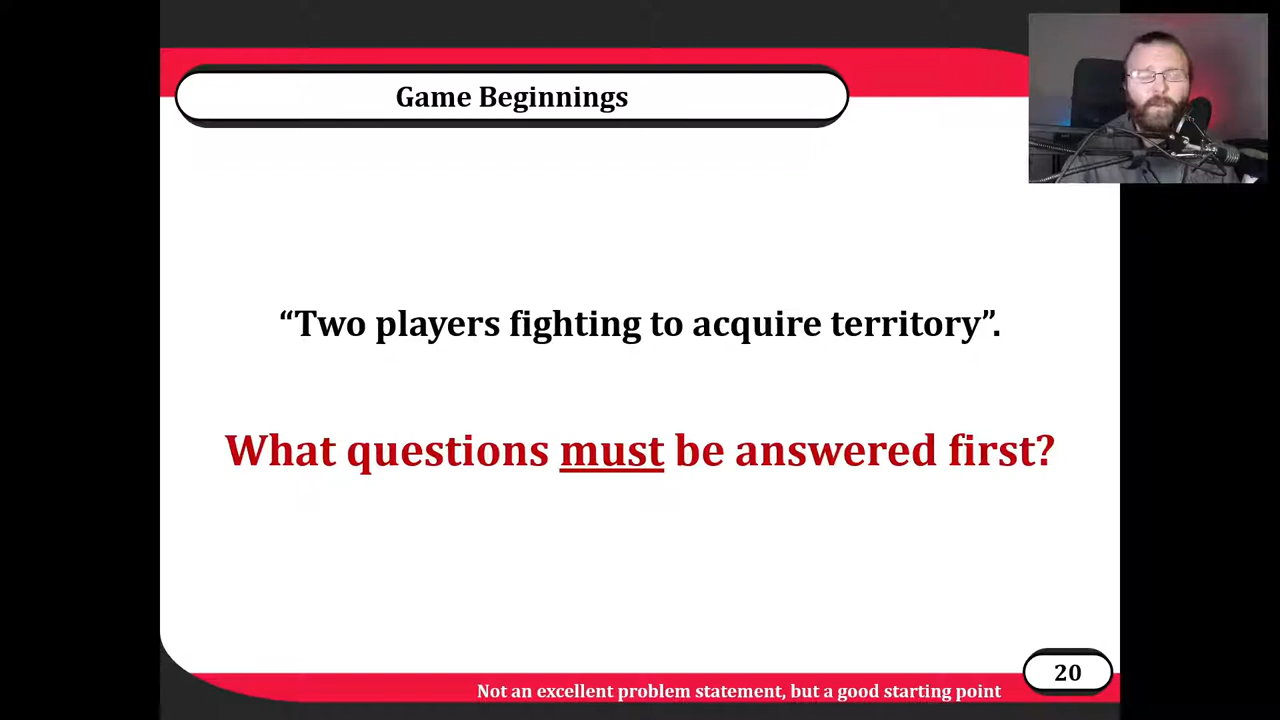 Game Beginnings
“Two players fighting to acquire territory”.
What questions must be answered first?
20
Not an excellent problem statement, but a good starting point